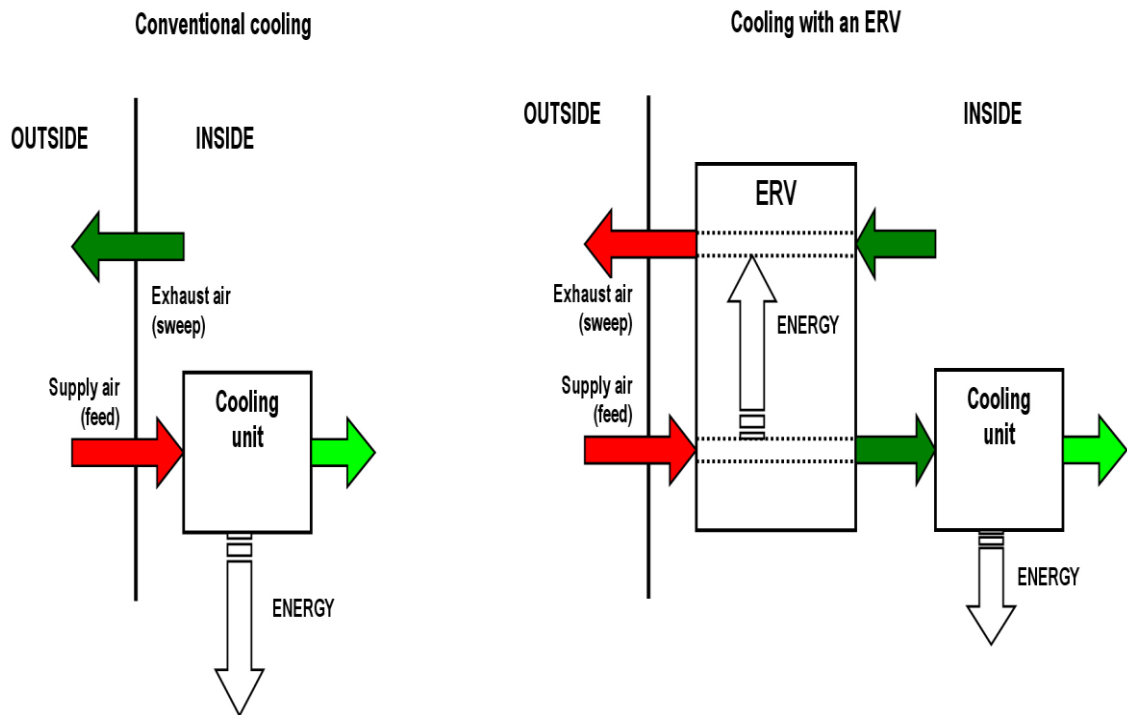 Conventional cooling
OUTSIDE
INSIDE
Exhaust air
(sweep)
Supply air
(feed)
Cooling
unit
ENERGY
Cooling with an ERV
OUTSIDE
INSIDE
ERV
Exhaust air
(sweep)
ENERGY
Supply air
(feed)
Cooling
unit
ENERGY